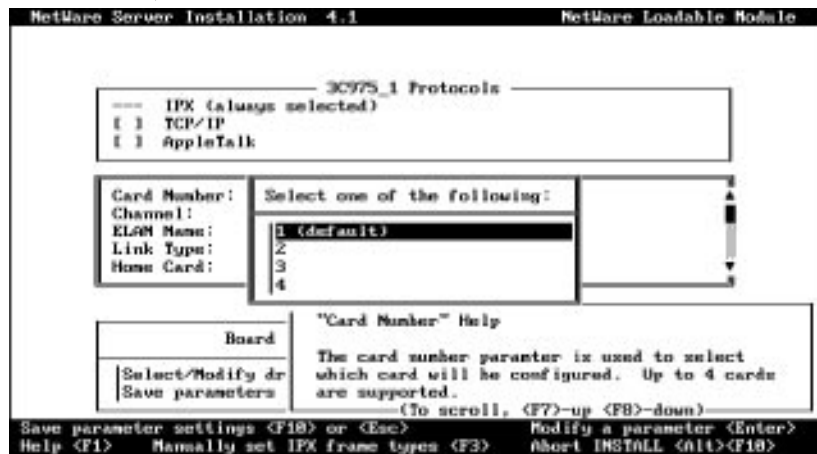 NetWare Server Installation 4.1 NetWare Loadable Module
3C975_1 Protocols
--- IPX (always selected)
[ ] TCP/IP
[ ] AppleTalk
Card Number:
Channel:
ELAN Name:
Link Type:
Home Card:
Select one of the following:
1 (default)
2
3
4
Board
Select/Modify dr
Save parameters
"Card Number" Help
The card number paramter is used to select
which card will be configured. Up to 4 cards
are supported.
(To scroll, <F7>-up <F8>-down)
Save parameter settings <F10> or <Esc> Modify a parameter <Enter>
Help <F1> Manually set IPX frame types <F3> Abort INSTALL <Alt><F10>